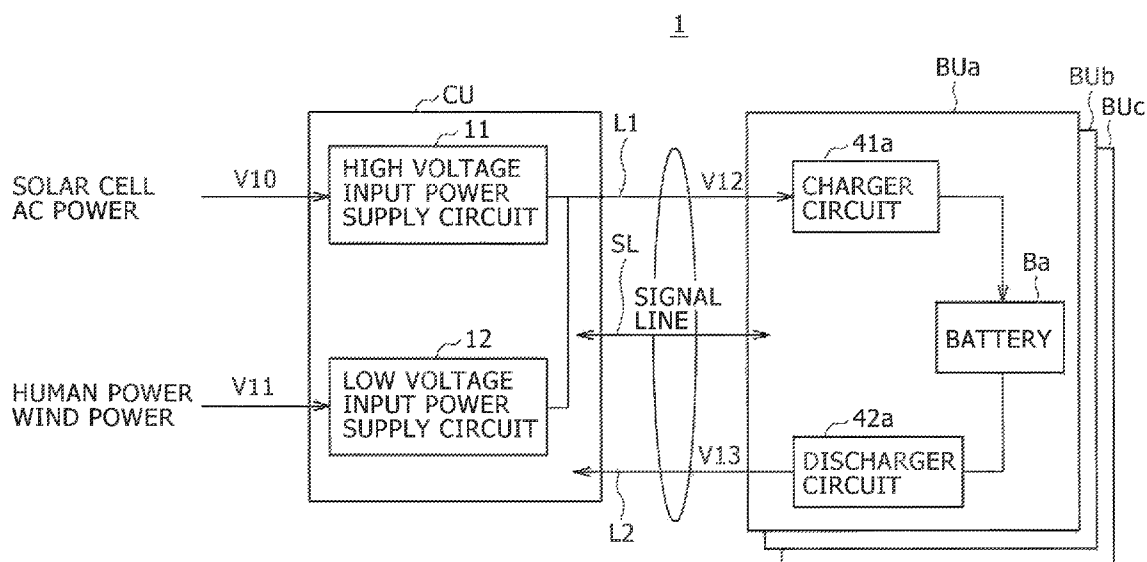 1
CU
BUa
BUb
BUc
11
L1
41a
SOLAR CELL
AC POWER
V10
HIGH VOLTAGE
INPUT POWER
SUPPLY CIRCUIT
V12
CHARGER
CIRCUIT
SL
SIGNAL
LINE
Ba
BATTERY
12
HUMAN POWER
WIND POWER
V11
LOW VOLTAGE
INPUT POWER
SUPPLY CIRCUIT
42a
V13
DISCHARGER
CIRCUIT
L2